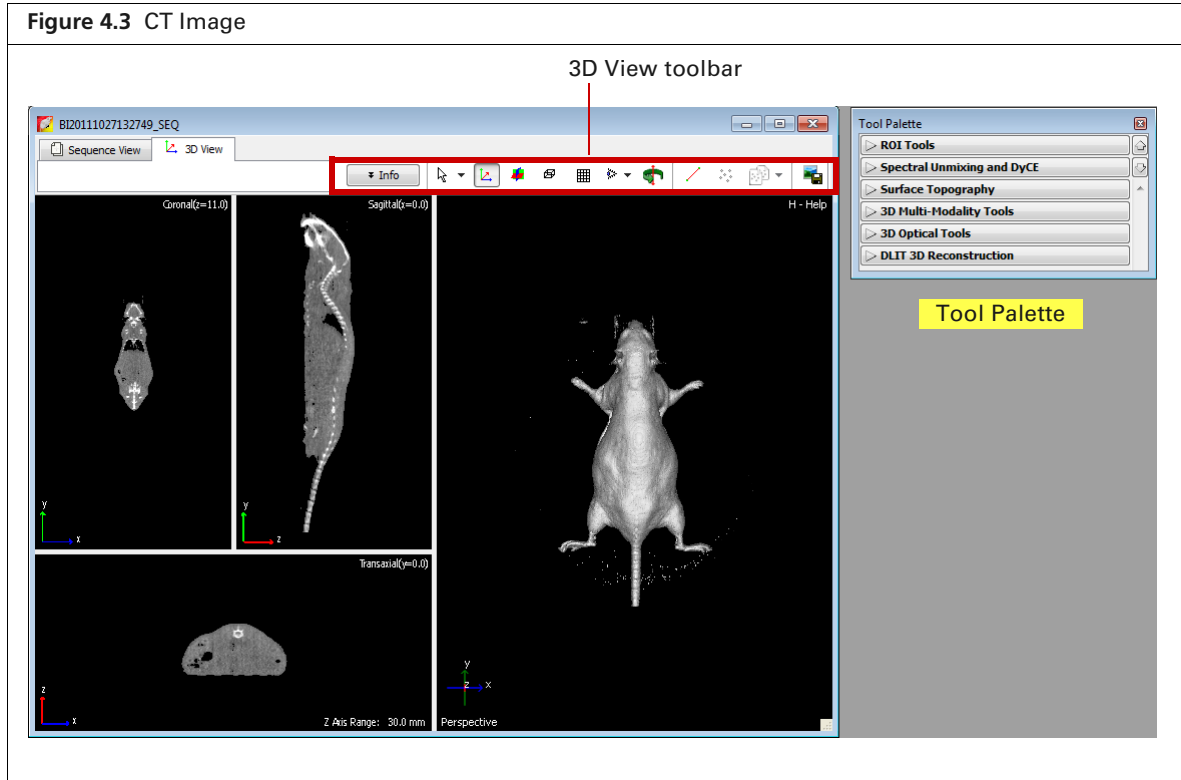 Figure 4.3 CT Image
3D View toolbar
BI20111027132749_SEQ
Sequence View
3D View
Info
Coronal(z=11.0)
y
x
Sagittal(x=0.0)
y
z
H - Help
Transaxial(y=0.0)
z
x
Z Axis Range: 30.0 mm
y
z
x
Perspective
Tool Palette
ROI Tools
Spectral Unmixing and DyCE
Surface Topography
3D Multi-Modality Tools
3D Optical Tools
DLIT 3D Reconstruction
Tool Palette